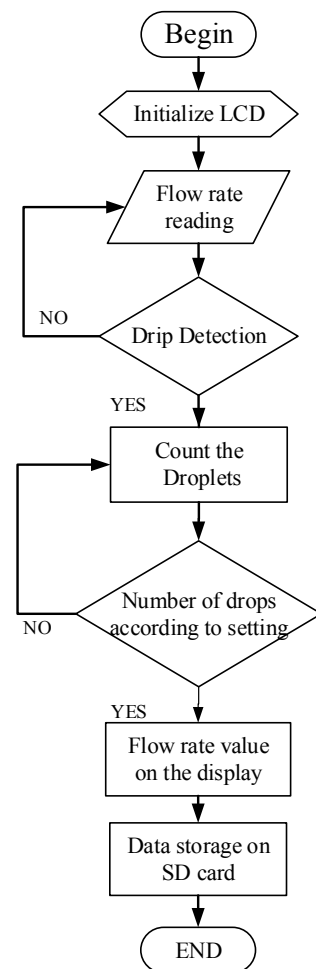 Begin
Initialize LCD
Flow rate
reading
NO
Drip Detection
YES
Count the
Droplets
Number of drops
according to setting
NO
YES
Flow rate value
on the display
Data storage on
SD card
END